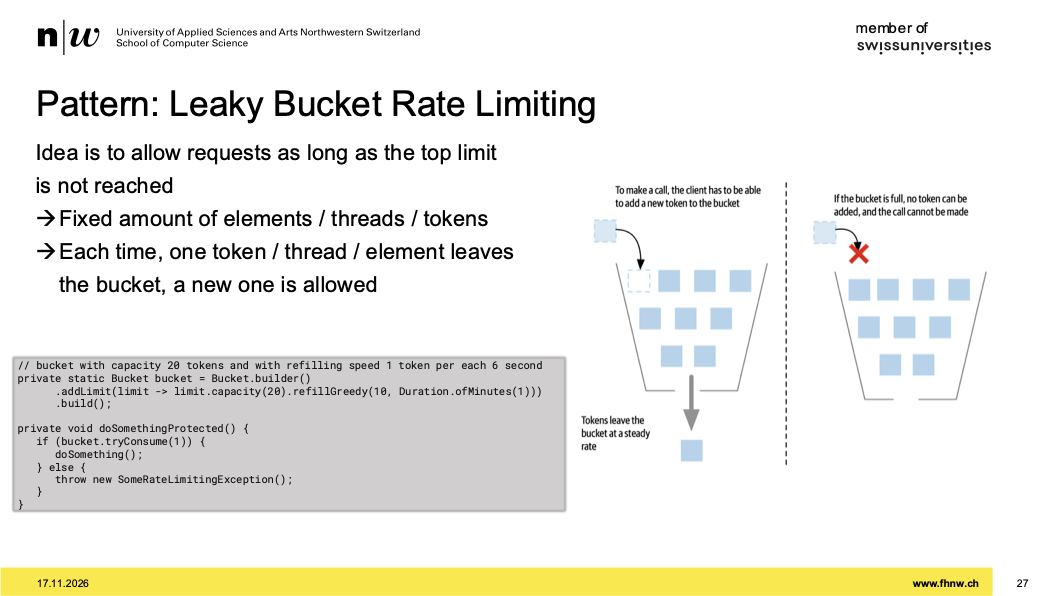 n|w University of Applied Sciences and Arts Northwestern Switzerland
School of Computer Science
member of
swissuniversities
Pattern: Leaky Bucket Rate Limiting
Idea is to allow requests as long as the top limit
is not reached
→Fixed amount of elements / threads / tokens
→Each time, one token / thread / element leaves
the bucket, a new one is allowed
// bucket with capacity 20 tokens and with refilling speed 1 token per each 6 second
private static Bucket bucket = Bucket.builder()
      .addLimit(limit -> limit.capacity(20).refillGreedy(10, Duration.ofMinutes(1)))
      .build();

private void doSomethingProtected() {
   if (bucket.tryConsume(1)) {
      doSomething();
   } else {
      throw new SomeRateLimitingException();
   }
}
To make a call, the client has to be able
to add a new token to the bucket
Tokens leave the
bucket at a steady
rate
If the bucket is full, no token can be
added, and the call cannot be made
17.11.2026
www.fhnw.ch
27